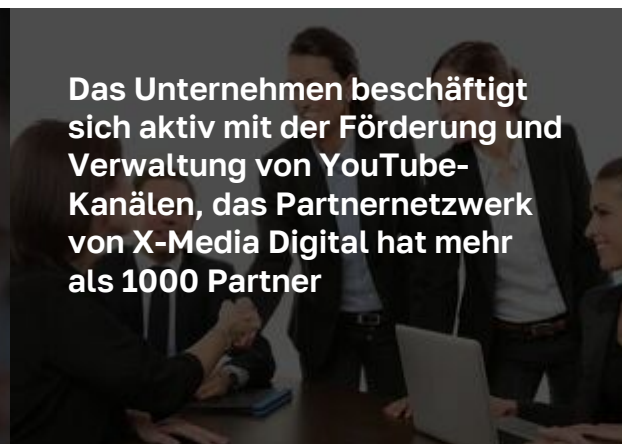 Das Unternehmen beschäftigt
sich aktiv mit der Förderung und
Verwaltung von YouTube-
Kanälen, das Partnernetzwerk
von X-Media Digital hat mehr
als 1000 Partner